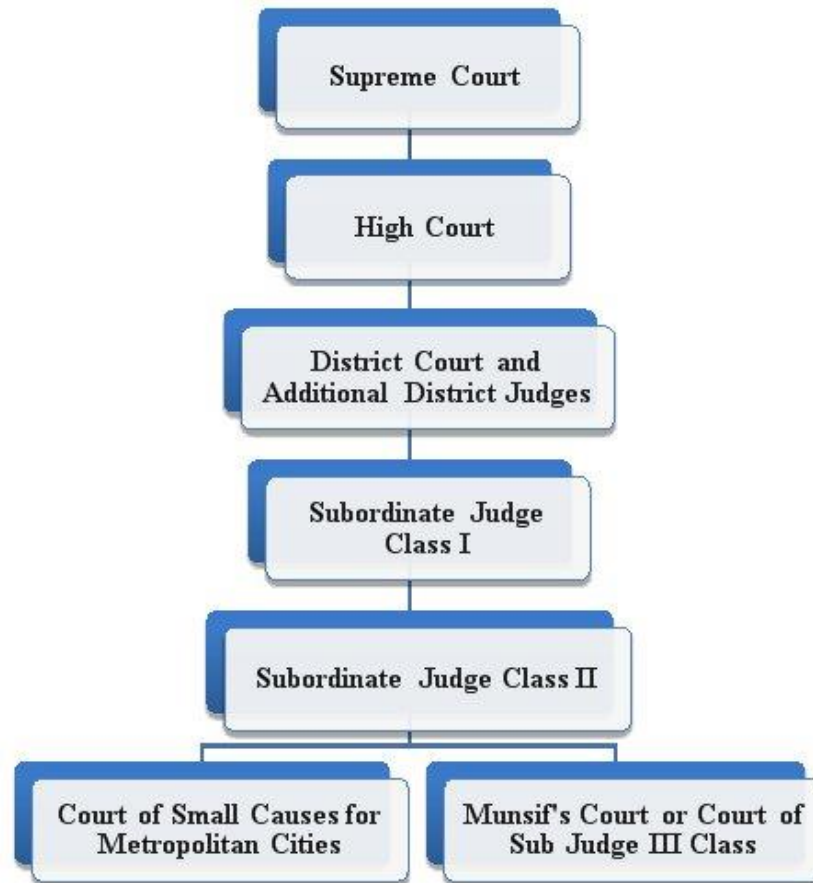 Supreme Court
High Court
District Court and
Additional District Judges
Subordinate Judge
Class I
Subordinate Judge Class II
Court of Small Causes for
Metropolitan Cities
Munsif's Court or Court of
Sub Judge III Class